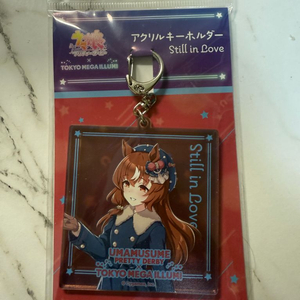 アクリルキーホルダー
Still in Love
×
TOKYO MEGA ILLUMI
Still in Love
UMAMUSUME
PRETTY DERBY
×
TOKYO MEGA ILLUMI